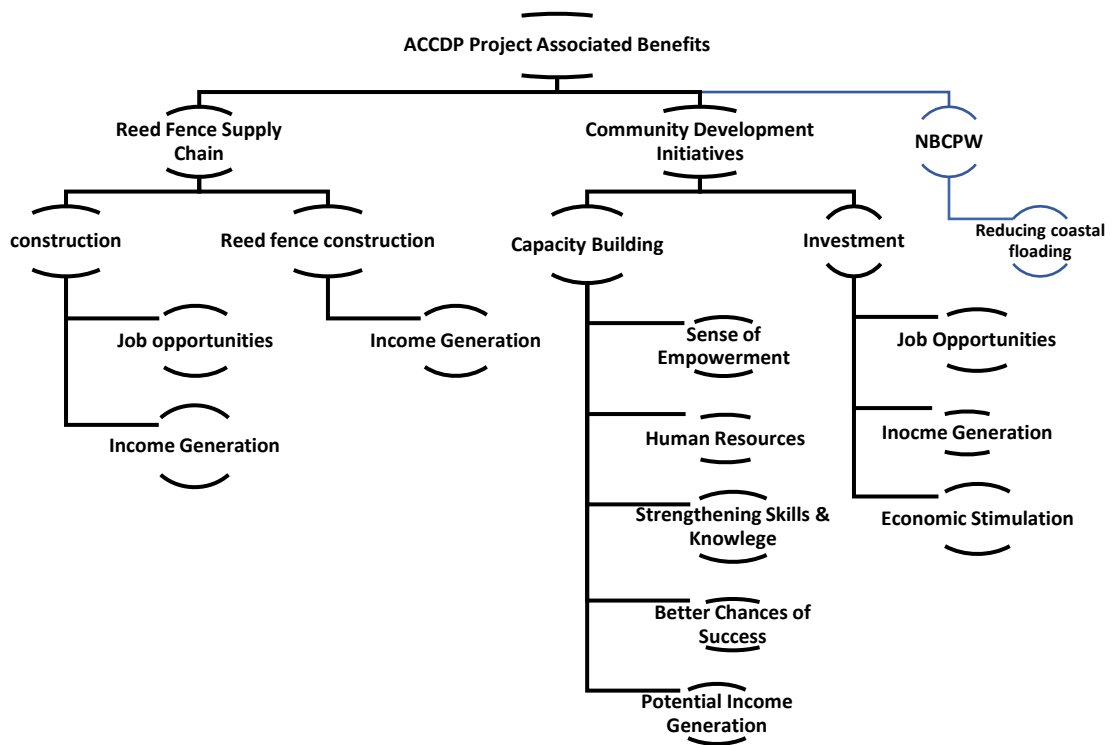 ACCDP Project Associated Benefits
Reed Fence Supply
Chain
Community Development
Initiatives
NBCPW
construction
Reed fence construction
Capacity Building
Investment
Reducing coastal
floading
Job opportunities
Income Generation
Income Generation
Sense of
Empowerment
Human Resources
Strengthening Skills &
Knowlege
Better Chances of
Success
Potential Income
Generation
Job Opportunities
Inocme Generation
Economic Stimulation